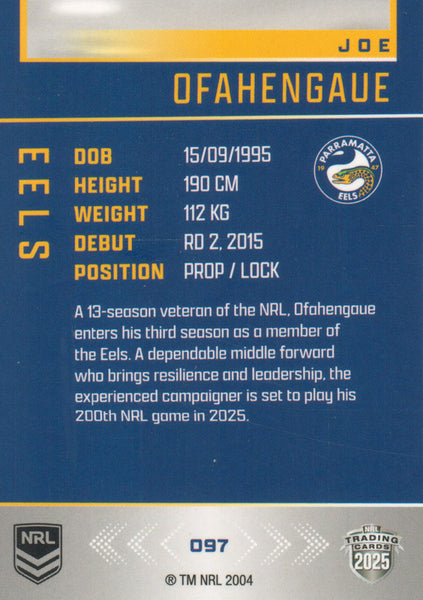 JOE
OFAHENGAUE
EELS
DOB 15/09/1995
HEIGHT 190 CM
WEIGHT 112 KG
DEBUT RD 2, 2015
POSITION PROP / LOCK
PARRAMATTA
1947
EELS
A 13-season veteran of the NRL, Ofahengaue
enters his third season as a member of
the Eels. A dependable middle forward
who brings resilience and leadership, the
experienced campaigner is set to play his
200th NRL game in 2025.
NRL
097
® TM NRL 2004
NRL
TRADING
CARDS
2025